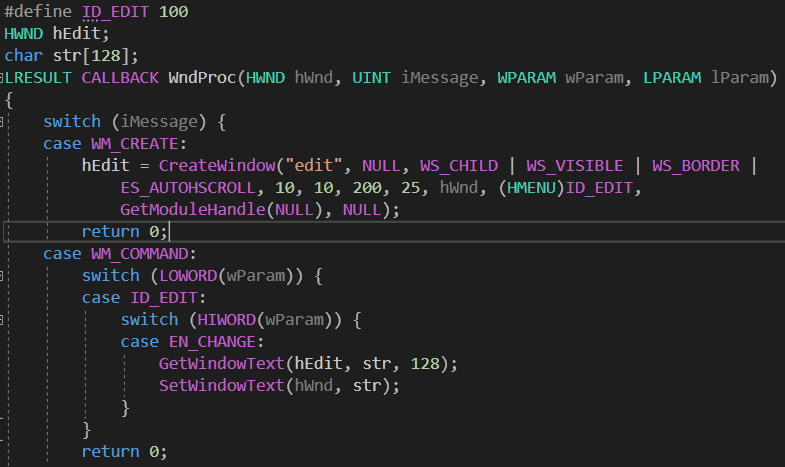 #define ID_EDIT 100
HWND hEdit;
char str[128];
LRESULT CALLBACK WndProc(HWND hWnd, UINT iMessage, WPARAM wParam, LPARAM lParam)
{
    switch (iMessage) {
    case WM_CREATE:
        hEdit = CreateWindow("edit", NULL, WS_CHILD | WS_VISIBLE | WS_BORDER |
            ES_AUTOHSCROLL, 10, 10, 200, 25, hWnd, (HMENU)ID_EDIT,
            GetModuleHandle(NULL), NULL);
        return 0;
    case WM_COMMAND:
        switch (LOWORD(wParam)) {
        case ID_EDIT:
            switch (HIWORD(wParam)) {
            case EN_CHANGE:
                GetWindowText(hEdit, str, 128);
                SetWindowText(hWnd, str);
            }
        }
        return 0;